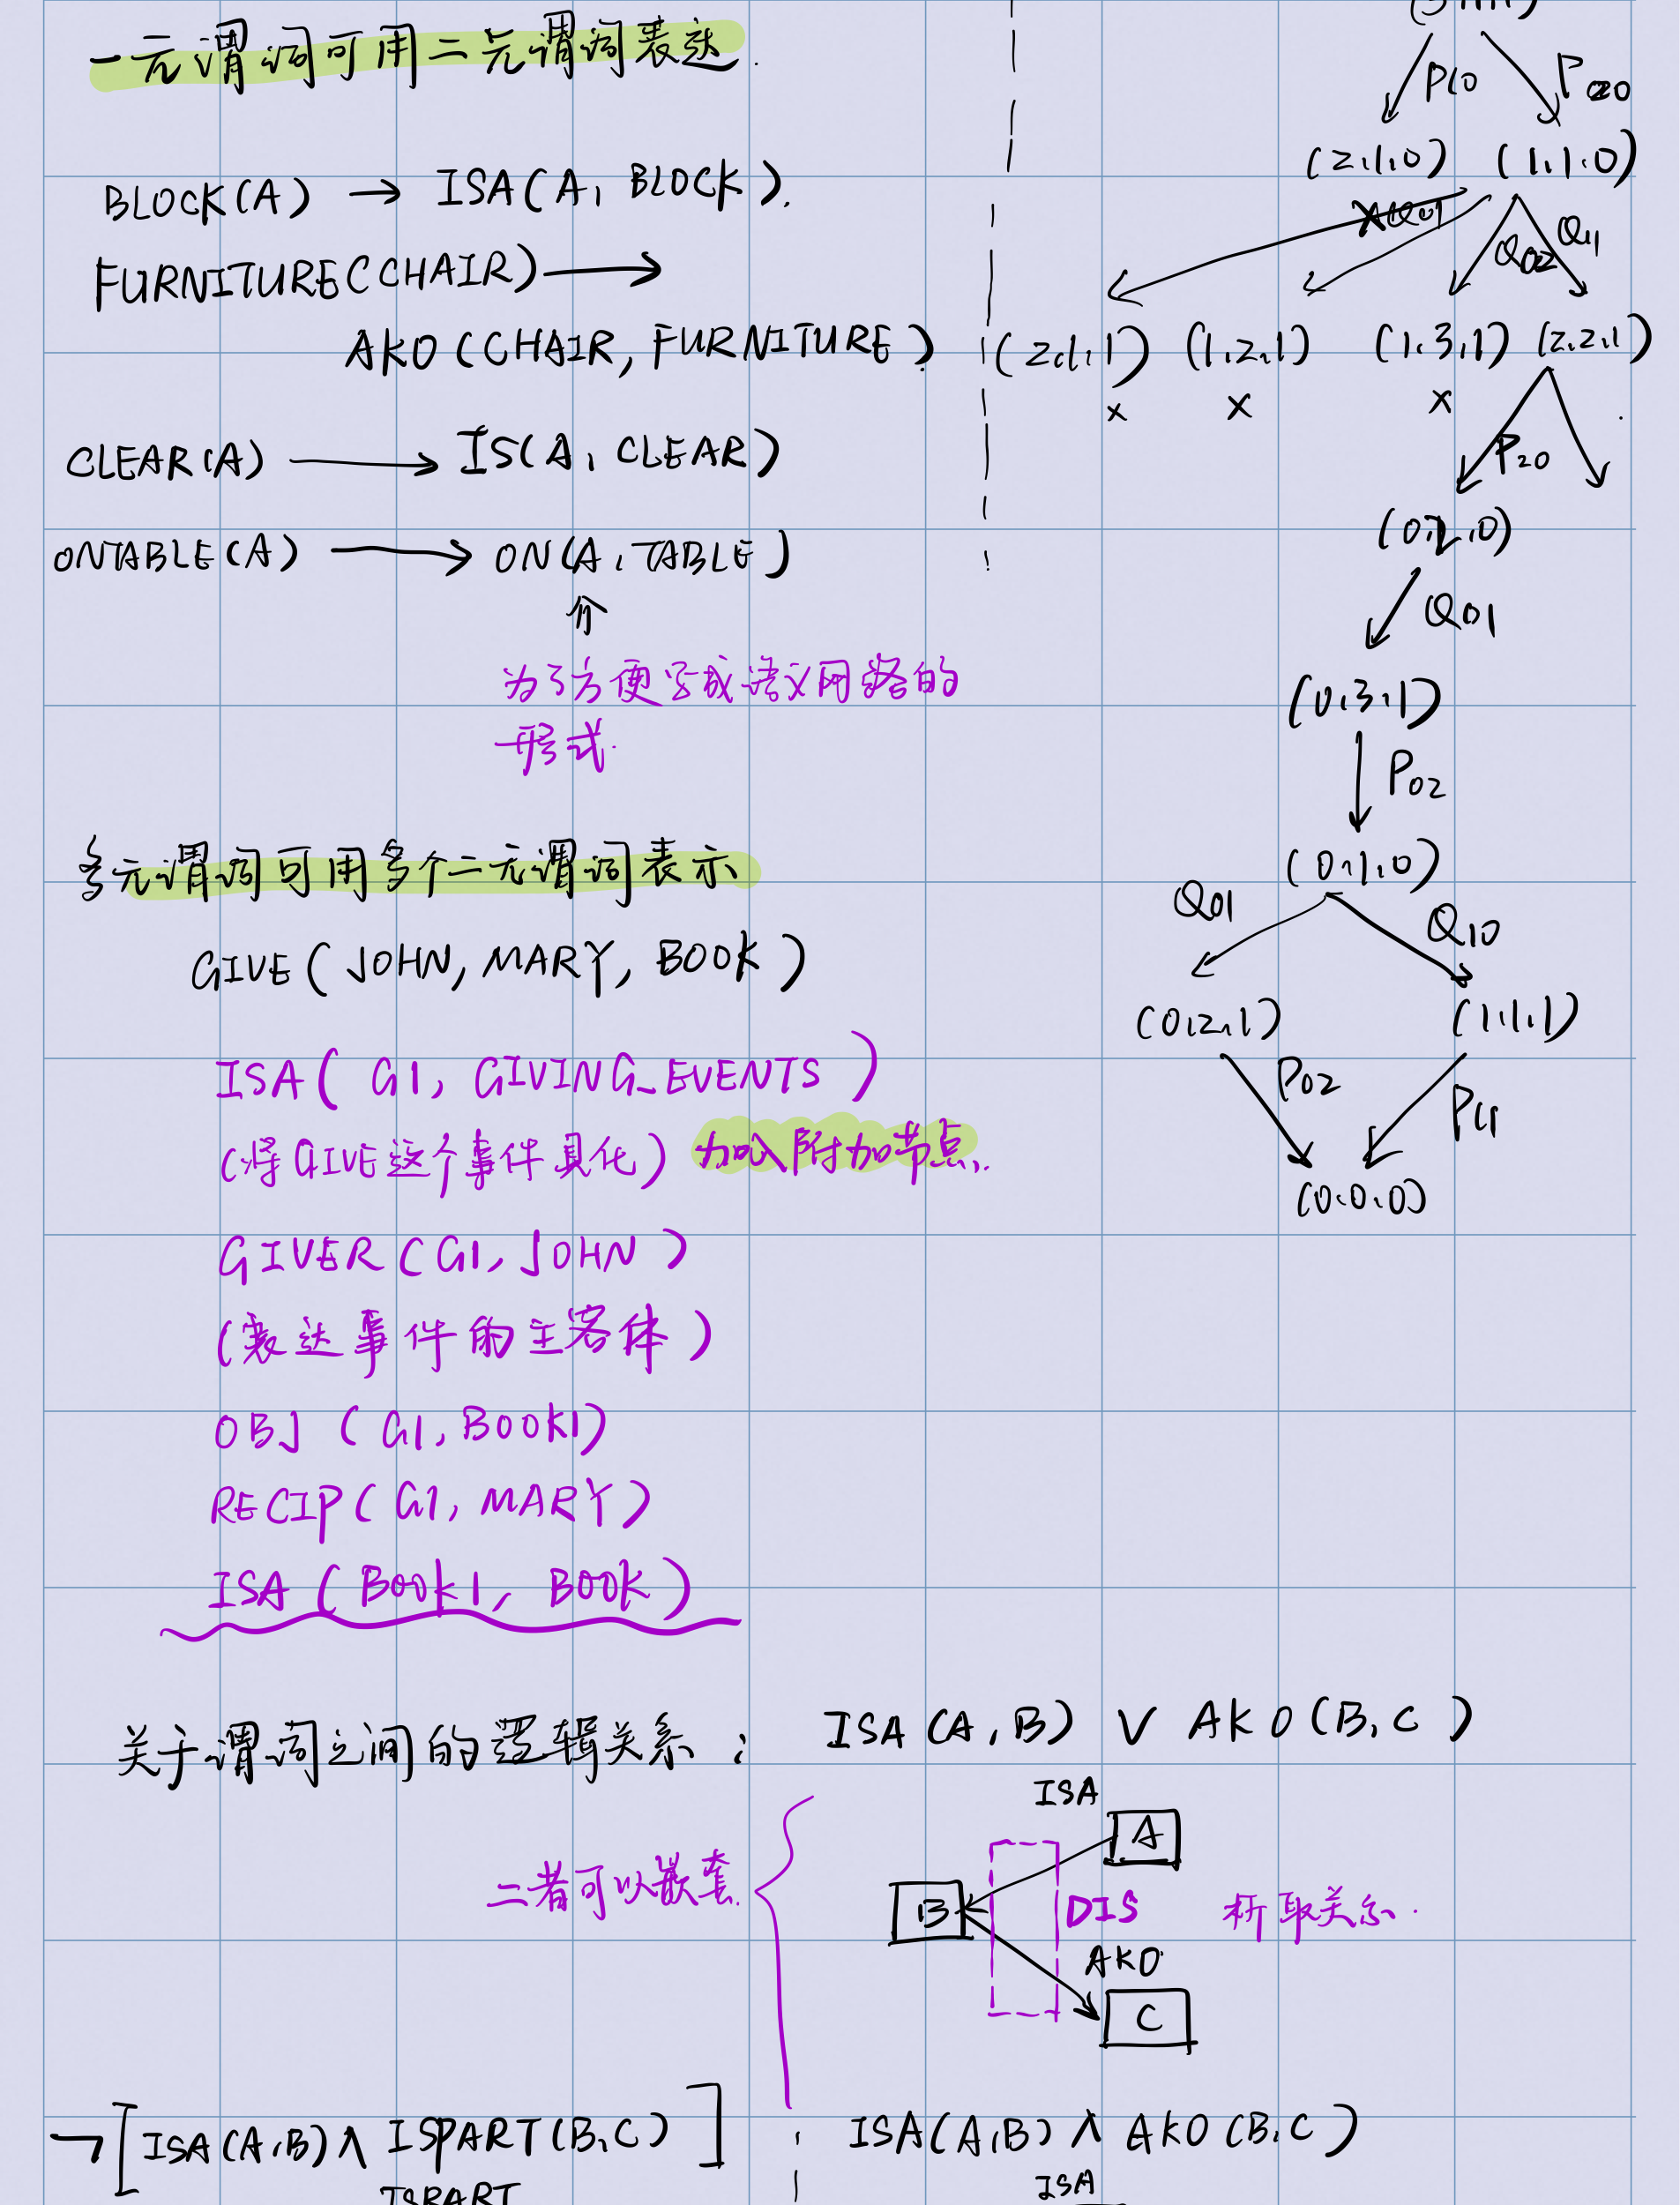 一元谓词可用二元谓词表达.
BLOCK(A) → ISA(A, BLOCK).
FURNITURE(CHAIR) →
AKO(CHAIR, FURNITURE).
CLEAR(A) → IS(A, CLEAR)
ONTABLE(A) → ON(A, TABLE)
为了方便写成语义网络的
形式.
多元谓词可用多个二元谓词表示
GIVE(JOHN, MARY, BOOK)
ISA(G1, GIVING_EVENTS)
(将GIVE这个事件具化) 加入附加节点.
GIVER(G1, JOHN)
(表达事件的主客体)
OBJ(G1, BOOK1)
RECIP(G1, MARY)
ISA(BOOK1, BOOK)
P10 P020
(2,1,0) (1,1,0)
Q01 Q02 Q11
(2,1,1) (1,2,1) (1,3,1) (2,2,1)
× × ×
P20
(0,2,0)
Q01
(0,3,1)
P02
(0,1,0)
Q01 Q10
(0,2,1) (1,1,1)
P02 P11
(0,0,0)
关于谓词之间的逻辑关系: ISA(A,B) ∨ AKO(B,C)
ISA
A
二者可以嵌套.
B DIS 析取关系.
AKO
C
¬[ISA(A,B) ∧ ISPART(B,C)] ISA(A,B) ∧ AKO(B,C)
ISPART ISA